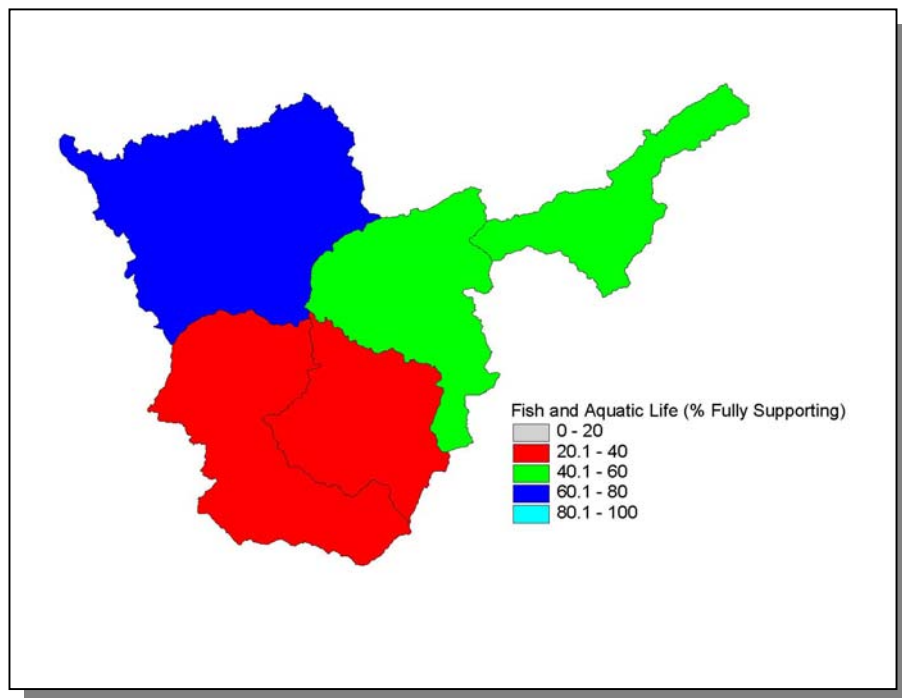 Fish and Aquatic Life (% Fully Supporting)
0 - 20
20.1 - 40
40.1 - 60
60.1 - 80
80.1 - 100